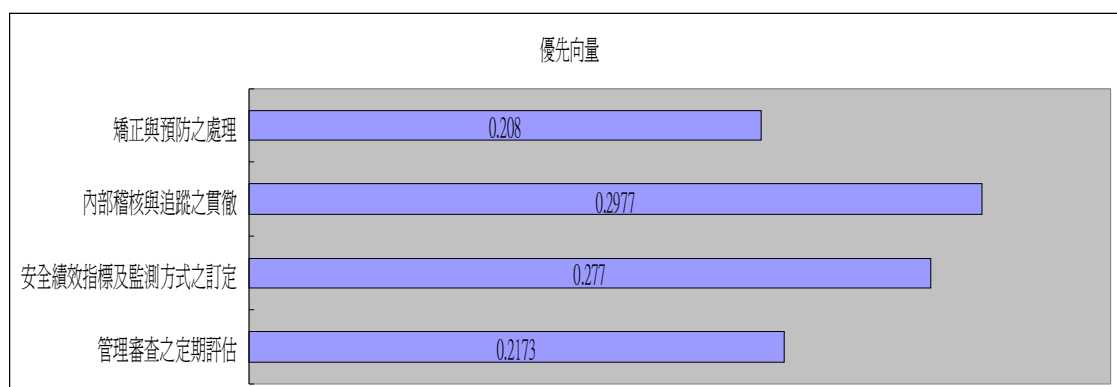 優先向量
矯正與預防之處理
0.208
內部稽核與追蹤之貫徹
0.2977
安全績效指標及監測方式之訂定
0.277
管理審查之定期評估
0.2173